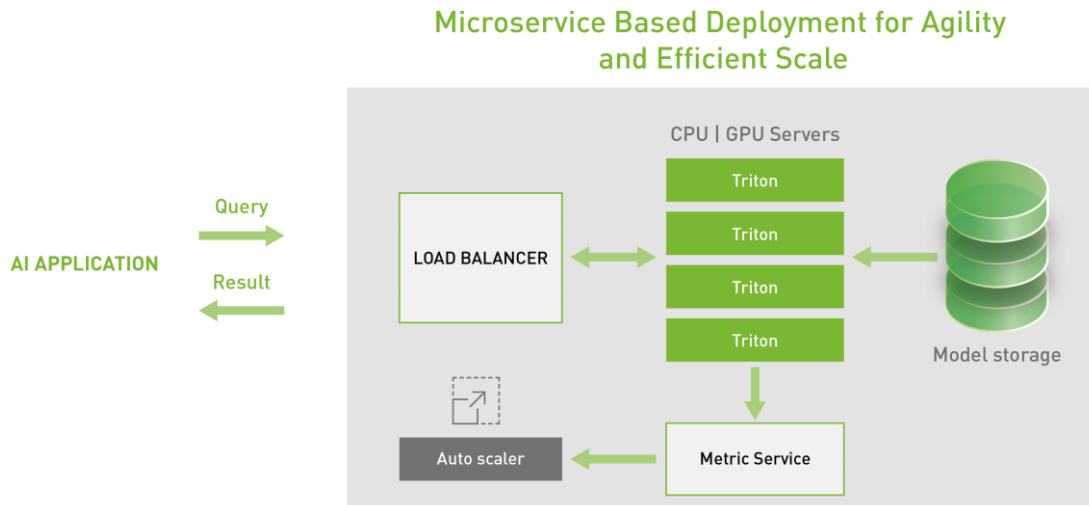 Microservice Based Deployment for Agility
and Efficient Scale
CPU | GPU Servers
Triton
Triton
Triton
Triton
Query
AI APPLICATION
Result
LOAD BALANCER
Model storage
Auto scaler
Metric Service